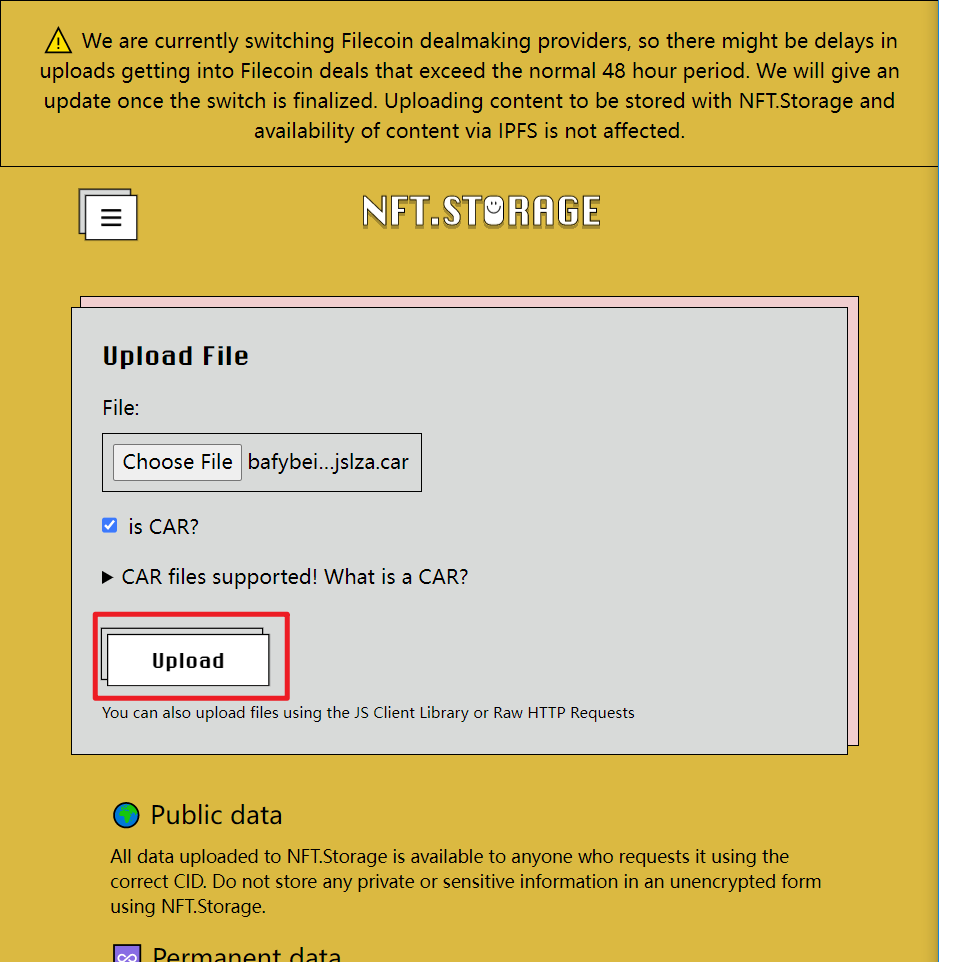 We are currently switching Filecoin dealmaking providers, so there might be delays in
uploads getting into Filecoin deals that exceed the normal 48 hour period. We will give an
update once the switch is finalized. Uploading content to be stored with NFT.Storage and
availability of content via IPFS is not affected.
NFT.STORAGE
Upload File
File:
Choose File bafybei...jslza.car
is CAR?
CAR files supported! What is a CAR?
Upload
You can also upload files using the JS Client Library or Raw HTTP Requests
Public data
All data uploaded to NFT.Storage is available to anyone who requests it using the
correct CID. Do not store any private or sensitive information in an unencrypted form
using NFT.Storage.
Permanent data